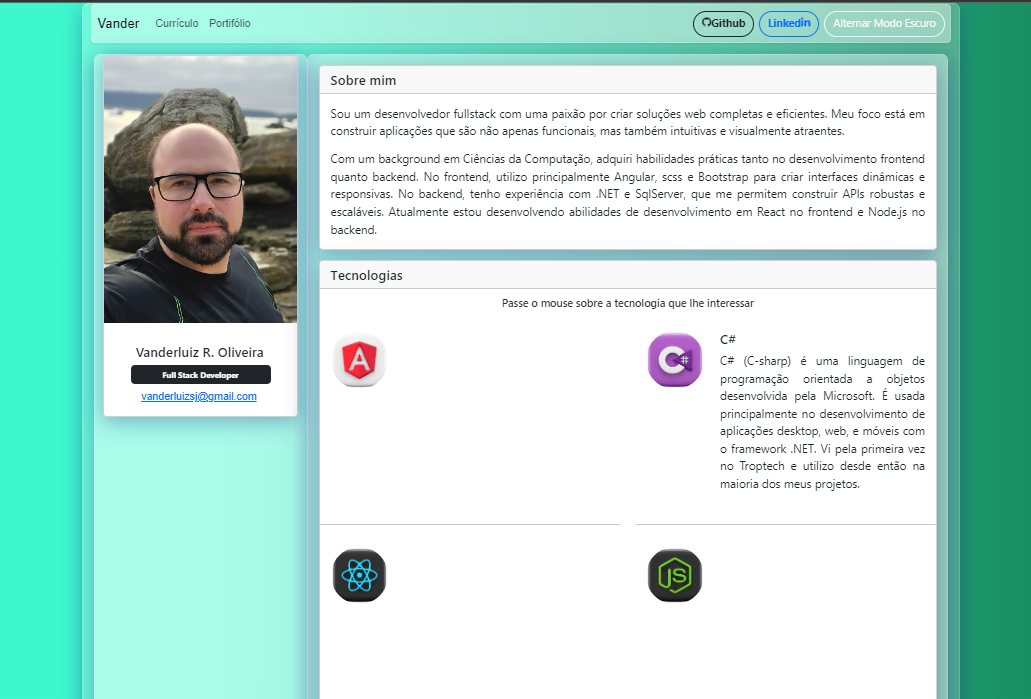 Vander Currículo Portifólio Github Linkedin Alternar Modo Escuro
Vanderluiz R. Oliveira
Full Stack Developer
vanderluizsj@gmail.com
Sobre mim
Sou um desenvolvedor fullstack com uma paixão por criar soluções web completas e eficientes. Meu foco está em
construir aplicações que são não apenas funcionais, mas também intuitivas e visualmente atraentes.
Com um background em Ciências da Computação, adquiri habilidades práticas tanto no desenvolvimento frontend
quanto backend. No frontend, utilizo principalmente Angular, scss e Bootstrap para criar interfaces dinâmicas e
responsivas. No backend, tenho experiência com .NET e SqlServer, que me permitem construir APIs robustas e
escaláveis. Atualmente estou desenvolvendo abilidades de desenvolvimento em React no frontend e Node.js no
backend.
Tecnologias
Passe o mouse sobre a tecnologia que lhe interessar
A
C#
C#
C# (C-sharp) é uma linguagem de
programação orientada a objetos
desenvolvida pela Microsoft. É usada
principalmente no desenvolvimento de
aplicações desktop, web, e móveis com
o framework .NET. Vi pela primeira vez
no Troptech e utilizo desde então na
maioria dos meus projetos.
JS